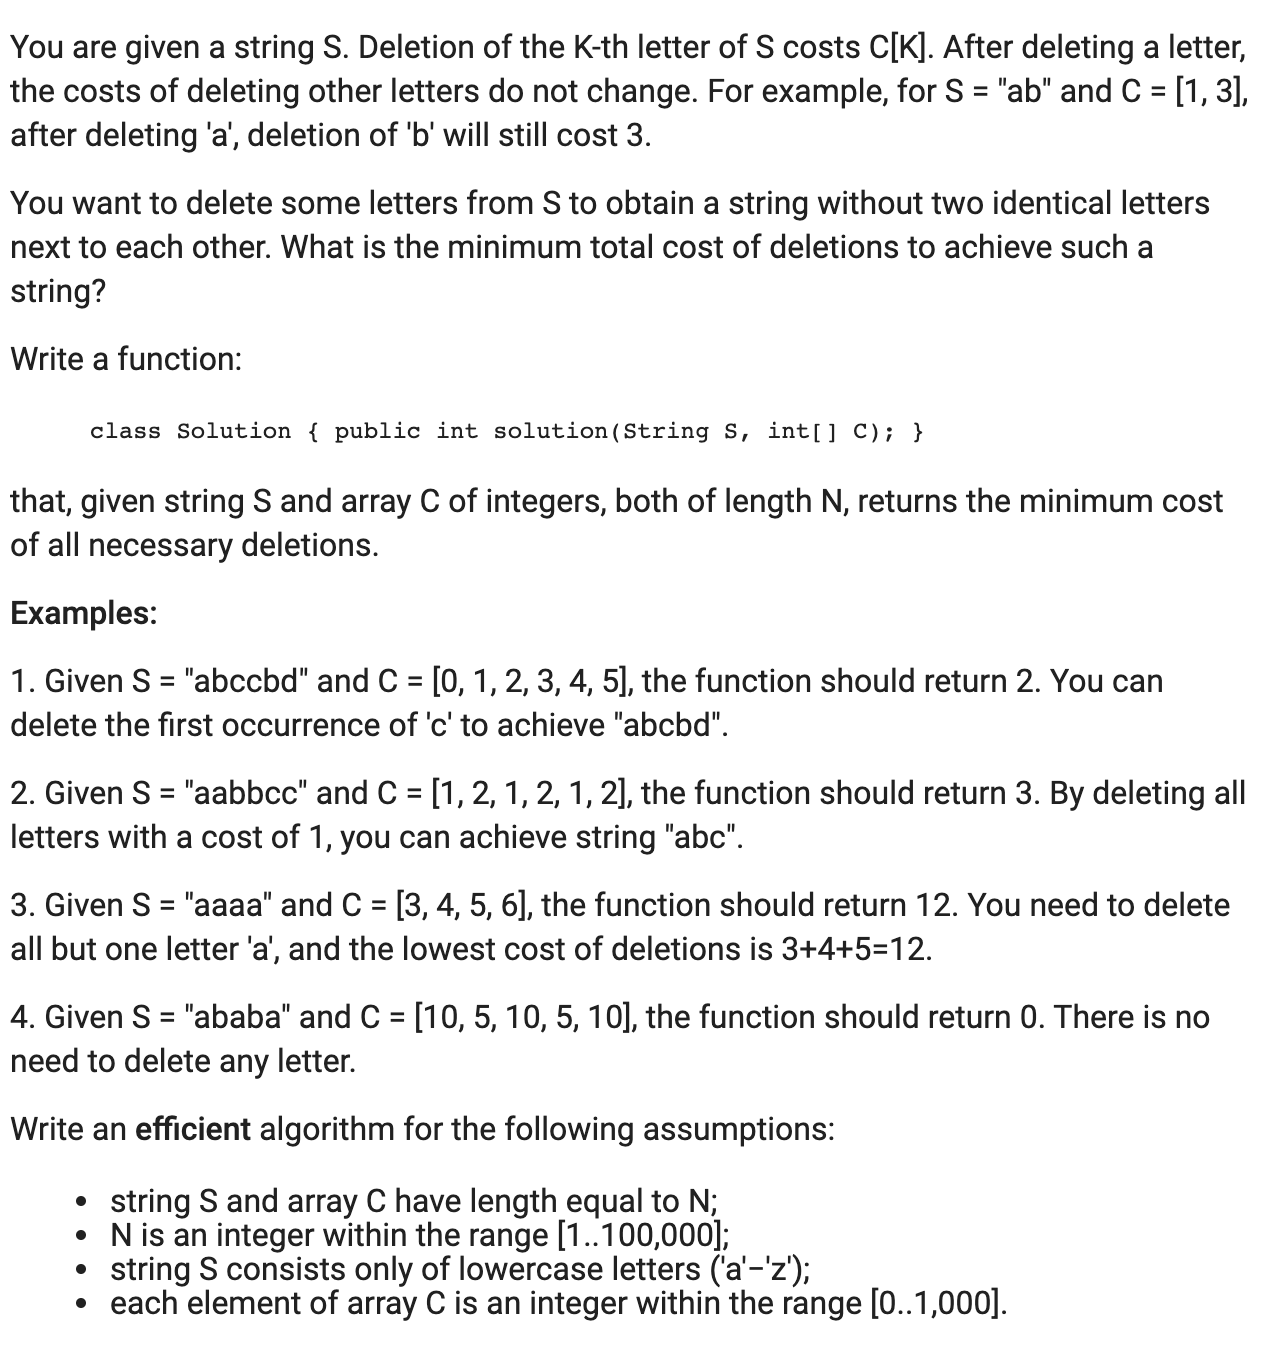 You are given a string S. Deletion of the K-th letter of S costs C[K]. After deleting a letter,
the costs of deleting other letters do not change. For example, for S = "ab" and C = [1, 3],
after deleting 'a', deletion of 'b' will still cost 3.
You want to delete some letters from S to obtain a string without two identical letters
next to each other. What is the minimum total cost of deletions to achieve such a
string?
Write a function:
class Solution { public int solution(String S, int[] C); }
that, given string S and array C of integers, both of length N, returns the minimum cost
of all necessary deletions.
Examples:
1. Given S = "abccbd" and C = [0, 1, 2, 3, 4, 5], the function should return 2. You can
delete the first occurrence of 'c' to achieve "abcbd".
2. Given S = "aabbcc" and C = [1, 2, 1, 2, 1, 2], the function should return 3. By deleting all
letters with a cost of 1, you can achieve string "abc".
3. Given S = "aaaa" and C = [3, 4, 5, 6], the function should return 12. You need to delete
all but one letter 'a', and the lowest cost of deletions is 3+4+5=12.
4. Given S = "ababa" and C = [10, 5, 10, 5, 10], the function should return 0. There is no
need to delete any letter.
Write an efficient algorithm for the following assumptions:
• string S and array C have length equal to N;
• N is an integer within the range [1..100,000];
• string S consists only of lowercase letters ('a'−'z');
• each element of array C is an integer within the range [0..1,000].